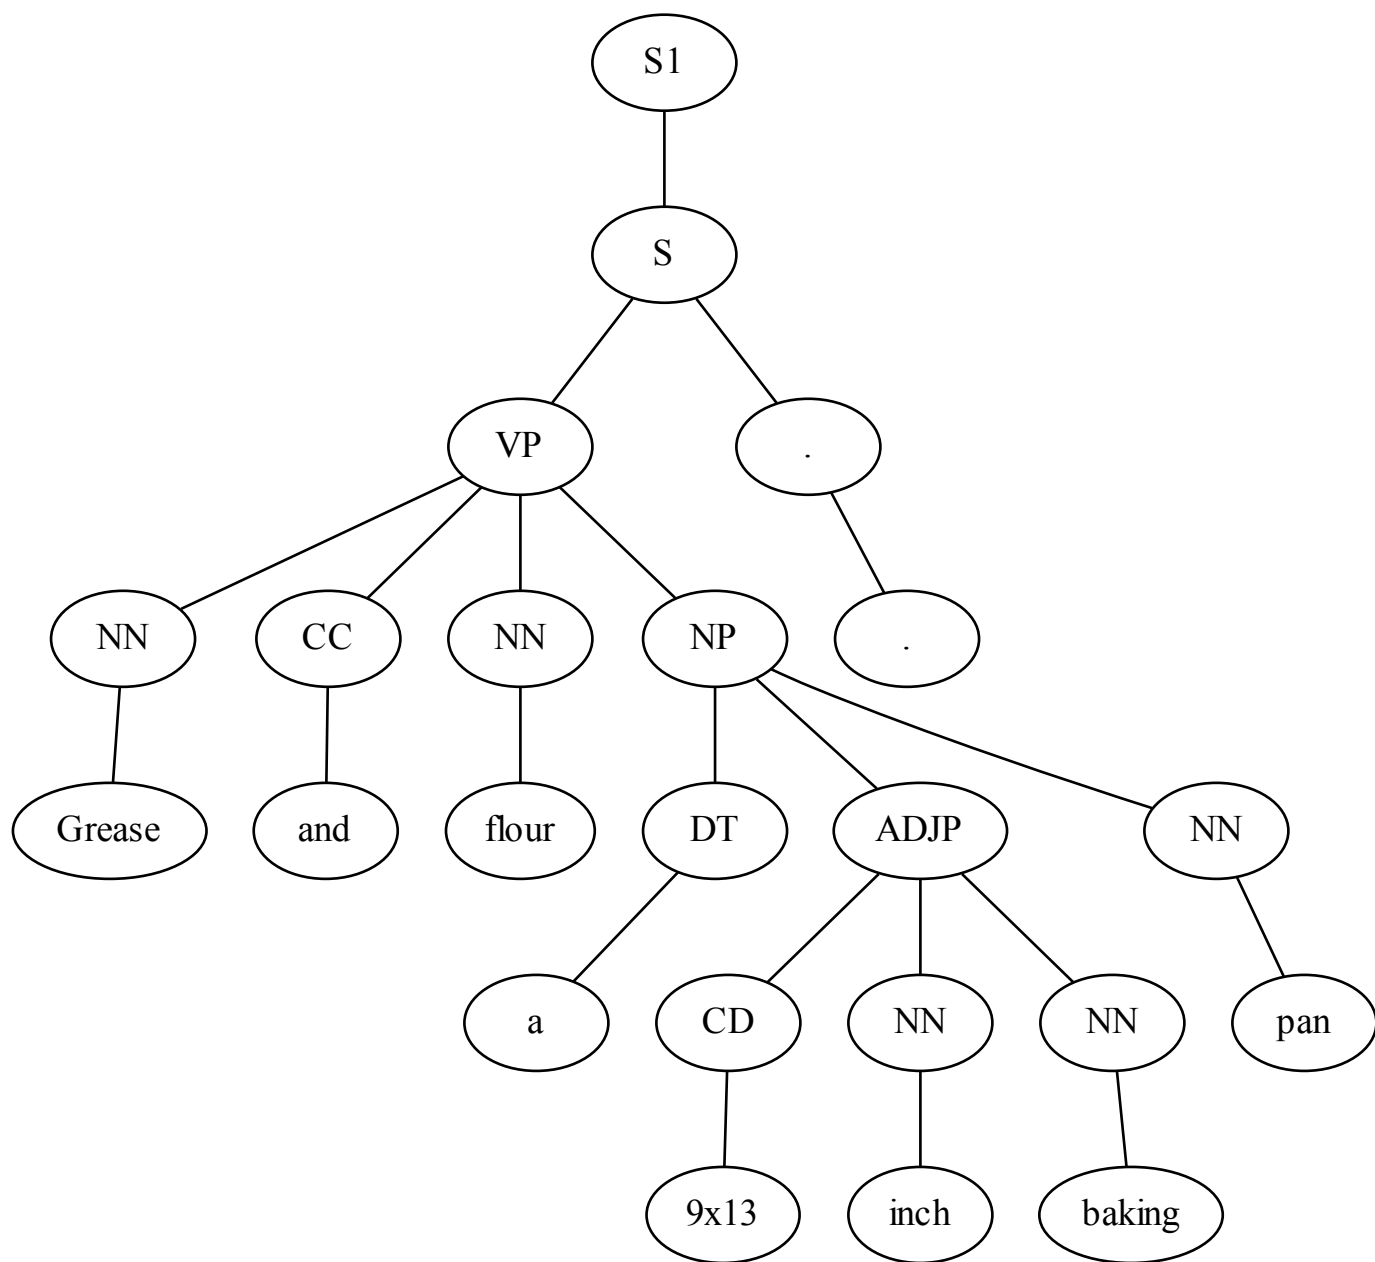 S1
S
VP .
NN CC NN NP .
Grease and flour DT ADJP NN
a CD NN NN pan
9x13 inch baking